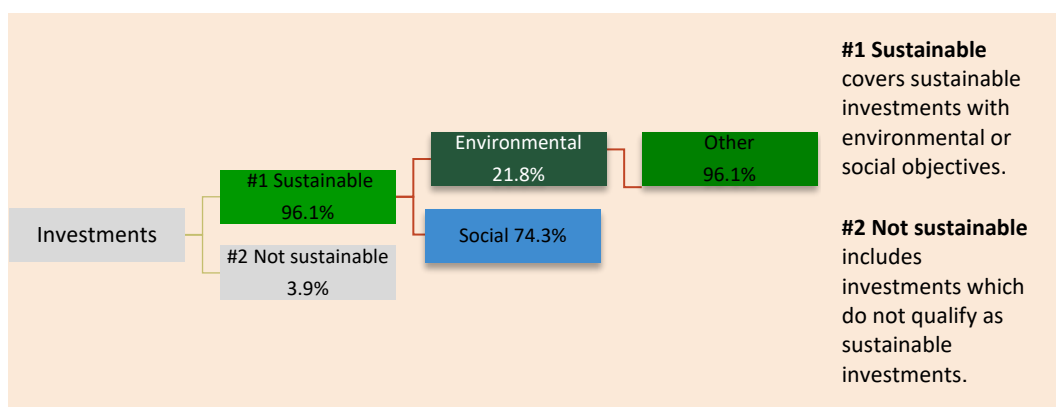 Investments
#1 Sustainable
96.1%
#2 Not sustainable
3.9%
Environmental
21.8%
Social 74.3%
Other
96.1%
#1 Sustainable
covers sustainable
investments with
environmental or
social objectives.
#2 Not sustainable
includes
investments which
do not qualify as
sustainable
investments.